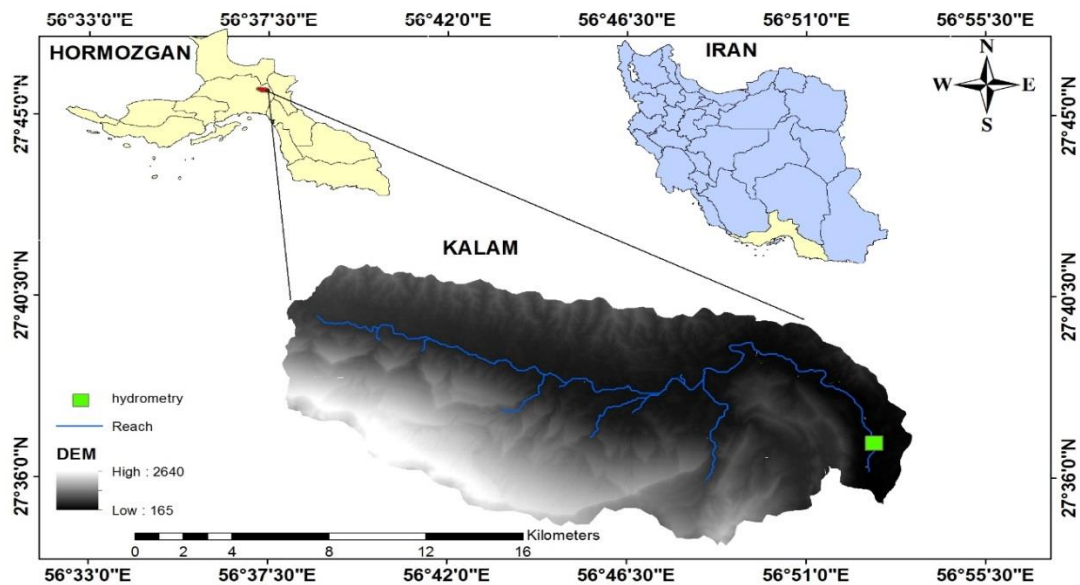 56°33'0"E 56°37'30"E 56°42'0"E 56°46'30"E 56°51'0"E 56°55'30"E
HORMOZGAN
IRAN
N
W E
S
27°45'0"N
27°45'0"N
KALAM
27°40'30"N
27°40'30"N
hydrometry
Reach
DEM
High : 2640
Low : 165
27°36'0"N
27°36'0"N
Kilometers
0 2 4 8 12 16
56°33'0"E 56°37'30"E 56°42'0"E 56°46'30"E 56°51'0"E 56°55'30"E